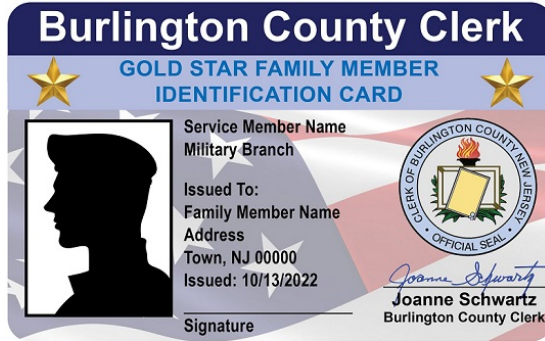 Burlington County Clerk
GOLD STAR FAMILY MEMBER
IDENTIFICATION CARD
Service Member Name
Military Branch
Issued To:
Family Member Name
Address
Town, NJ 00000
Issued: 10/13/2022
Signature
CLERK OF BURLINGTON COUNTY NEW JERSEY
OFFICIAL SEAL
Joanne Schwartz
Joanne Schwartz
Burlington County Clerk